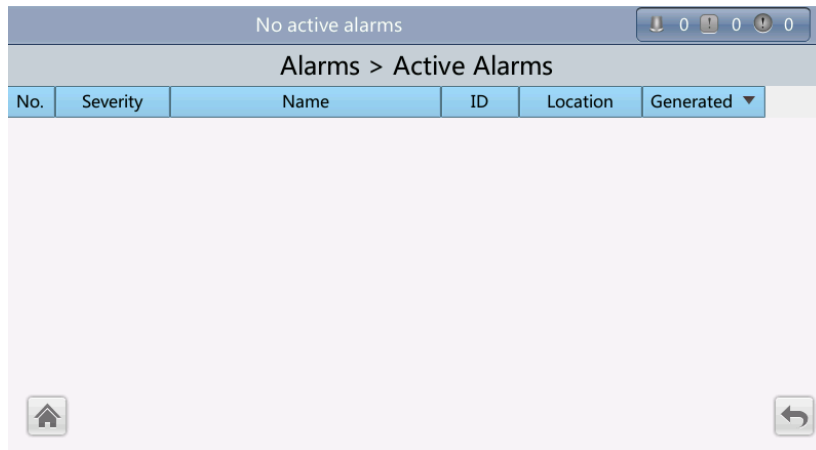 No active alarms 0 0 0
Alarms > Active Alarms
No. Severity Name ID Location Generated